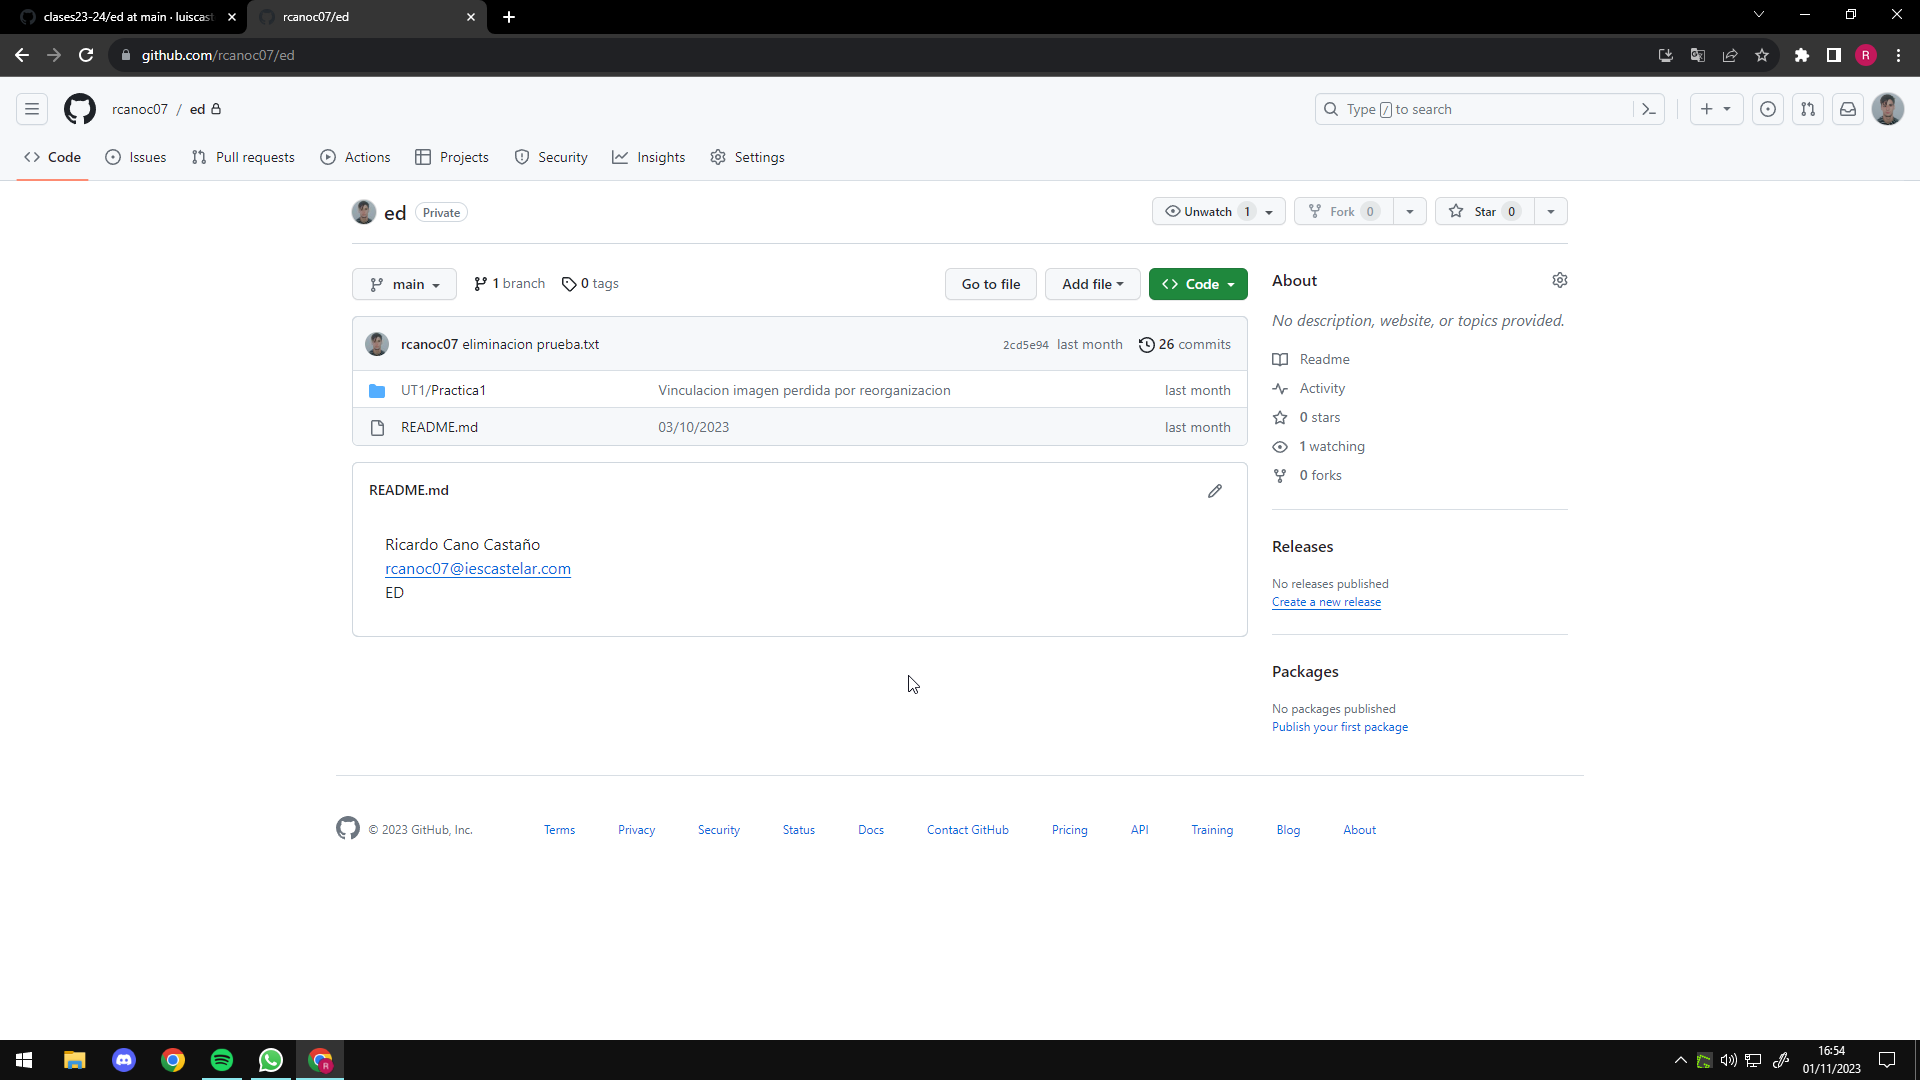 clases23-24/ed at main · luiscast
rcanoc07/ed
github.com/rcanoc07/ed
R
rcanoc07 / ed
Type / to search
Code
Issues
Pull requests
Actions
Projects
Security
Insights
Settings
ed Private
Unwatch 1
Fork 0
Star 0
main
1 branch
0 tags
Go to file
Add file
Code
rcanoc07 eliminacion prueba.txt
2cd5e94 last month
26 commits
UT1/Practica1
Vinculacion imagen perdida por reorganizacion
last month
README.md
03/10/2023
last month
README.md
Ricardo Cano Castaño
rcanoc07@iescastelar.com
ED
About
No description, website, or topics provided.
Readme
Activity
0 stars
1 watching
0 forks
Releases
No releases published
Create a new release
Packages
No packages published
Publish your first package
© 2023 GitHub, Inc.
Terms
Privacy
Security
Status
Docs
Contact GitHub
Pricing
API
Training
Blog
About
R
16:54
01/11/2023